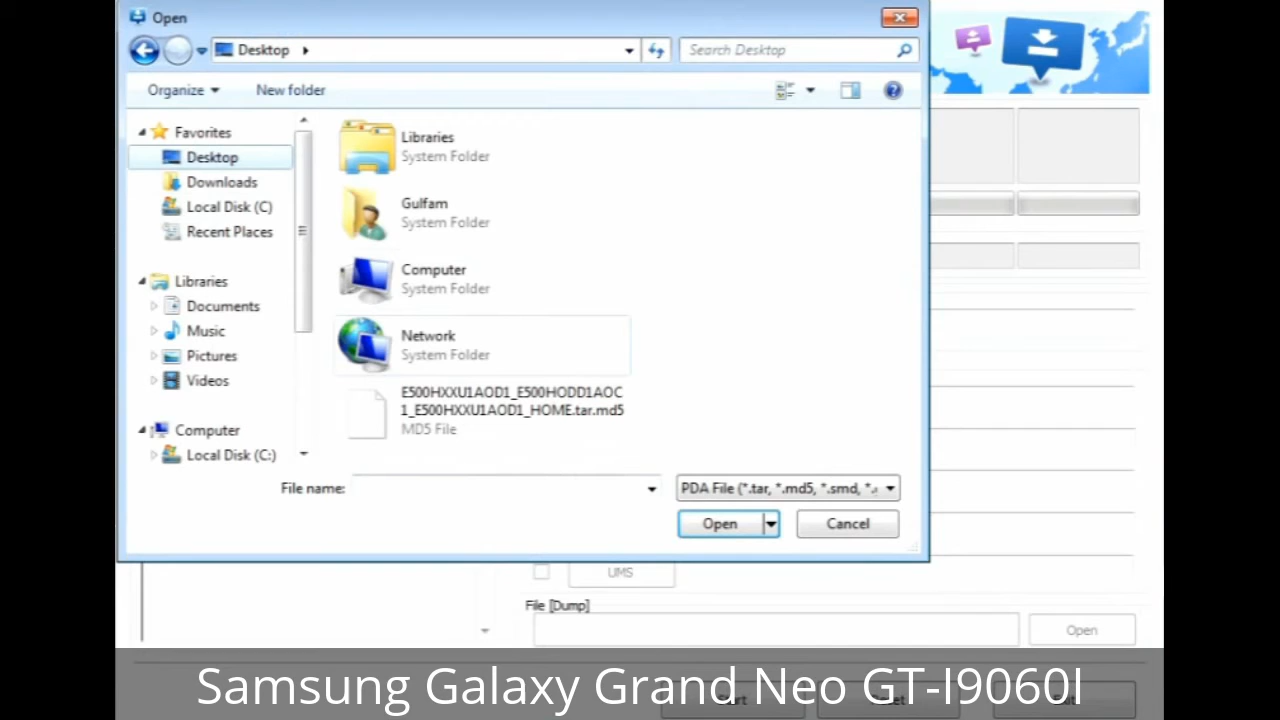 Open
Desktop
Search Desktop
Organize
New folder
Favorites
Desktop
Downloads
Local Disk (C)
Recent Places
Libraries
Documents
Music
Pictures
Videos
Computer
Local Disk (C:)
Libraries
System Folder
Gulfam
System Folder
Computer
System Folder
Network
System Folder
E500HXXU1AOD1_E500HODD1AOC
1_E500HXXU1AOD1_HOME.tar.md5
MD5 File
File name:
PDA File (*.tar, *.md5, *.smd, *.
Open
Cancel
UMS
File [Dump]
Open
Samsung Galaxy Grand Neo GT-I9060I